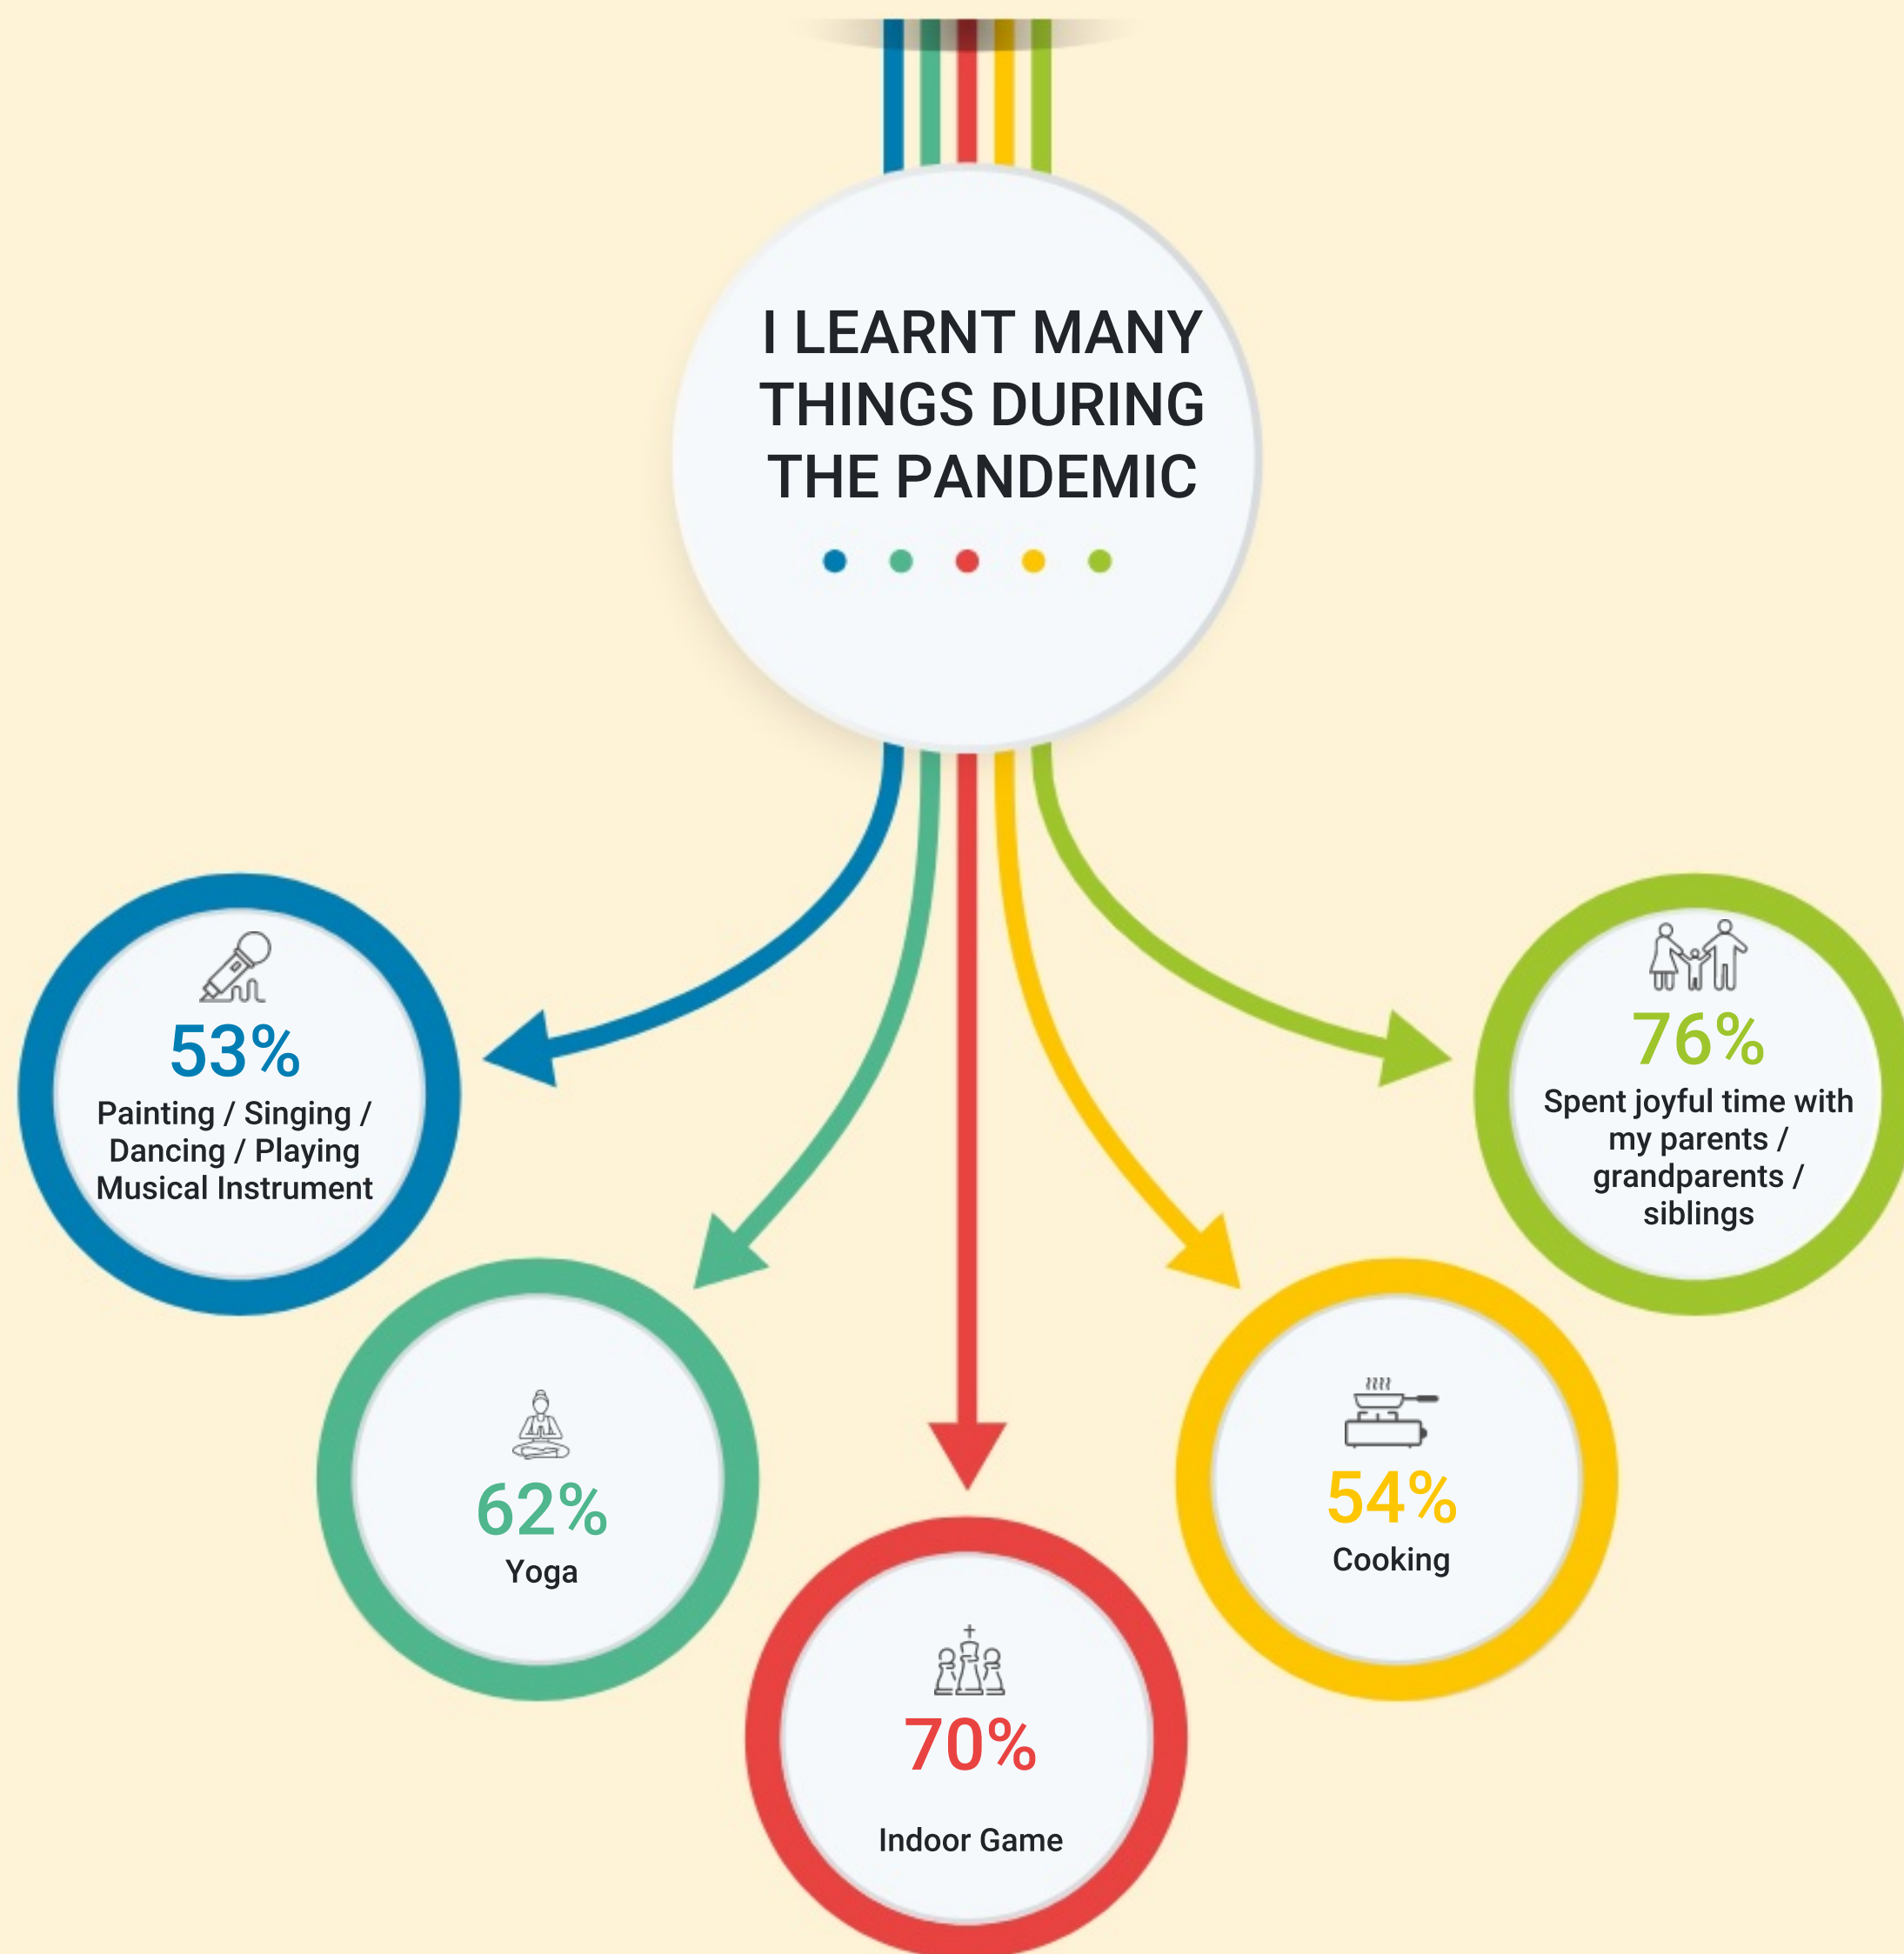 I LEARNT MANY
THINGS DURING
THE PANDEMIC
53%
Painting / Singing /
Dancing / Playing
Musical Instrument
62%
Yoga
70%
Indoor Game
54%
Cooking
76%
Spent joyful time with
my parents /
grandparents /
siblings